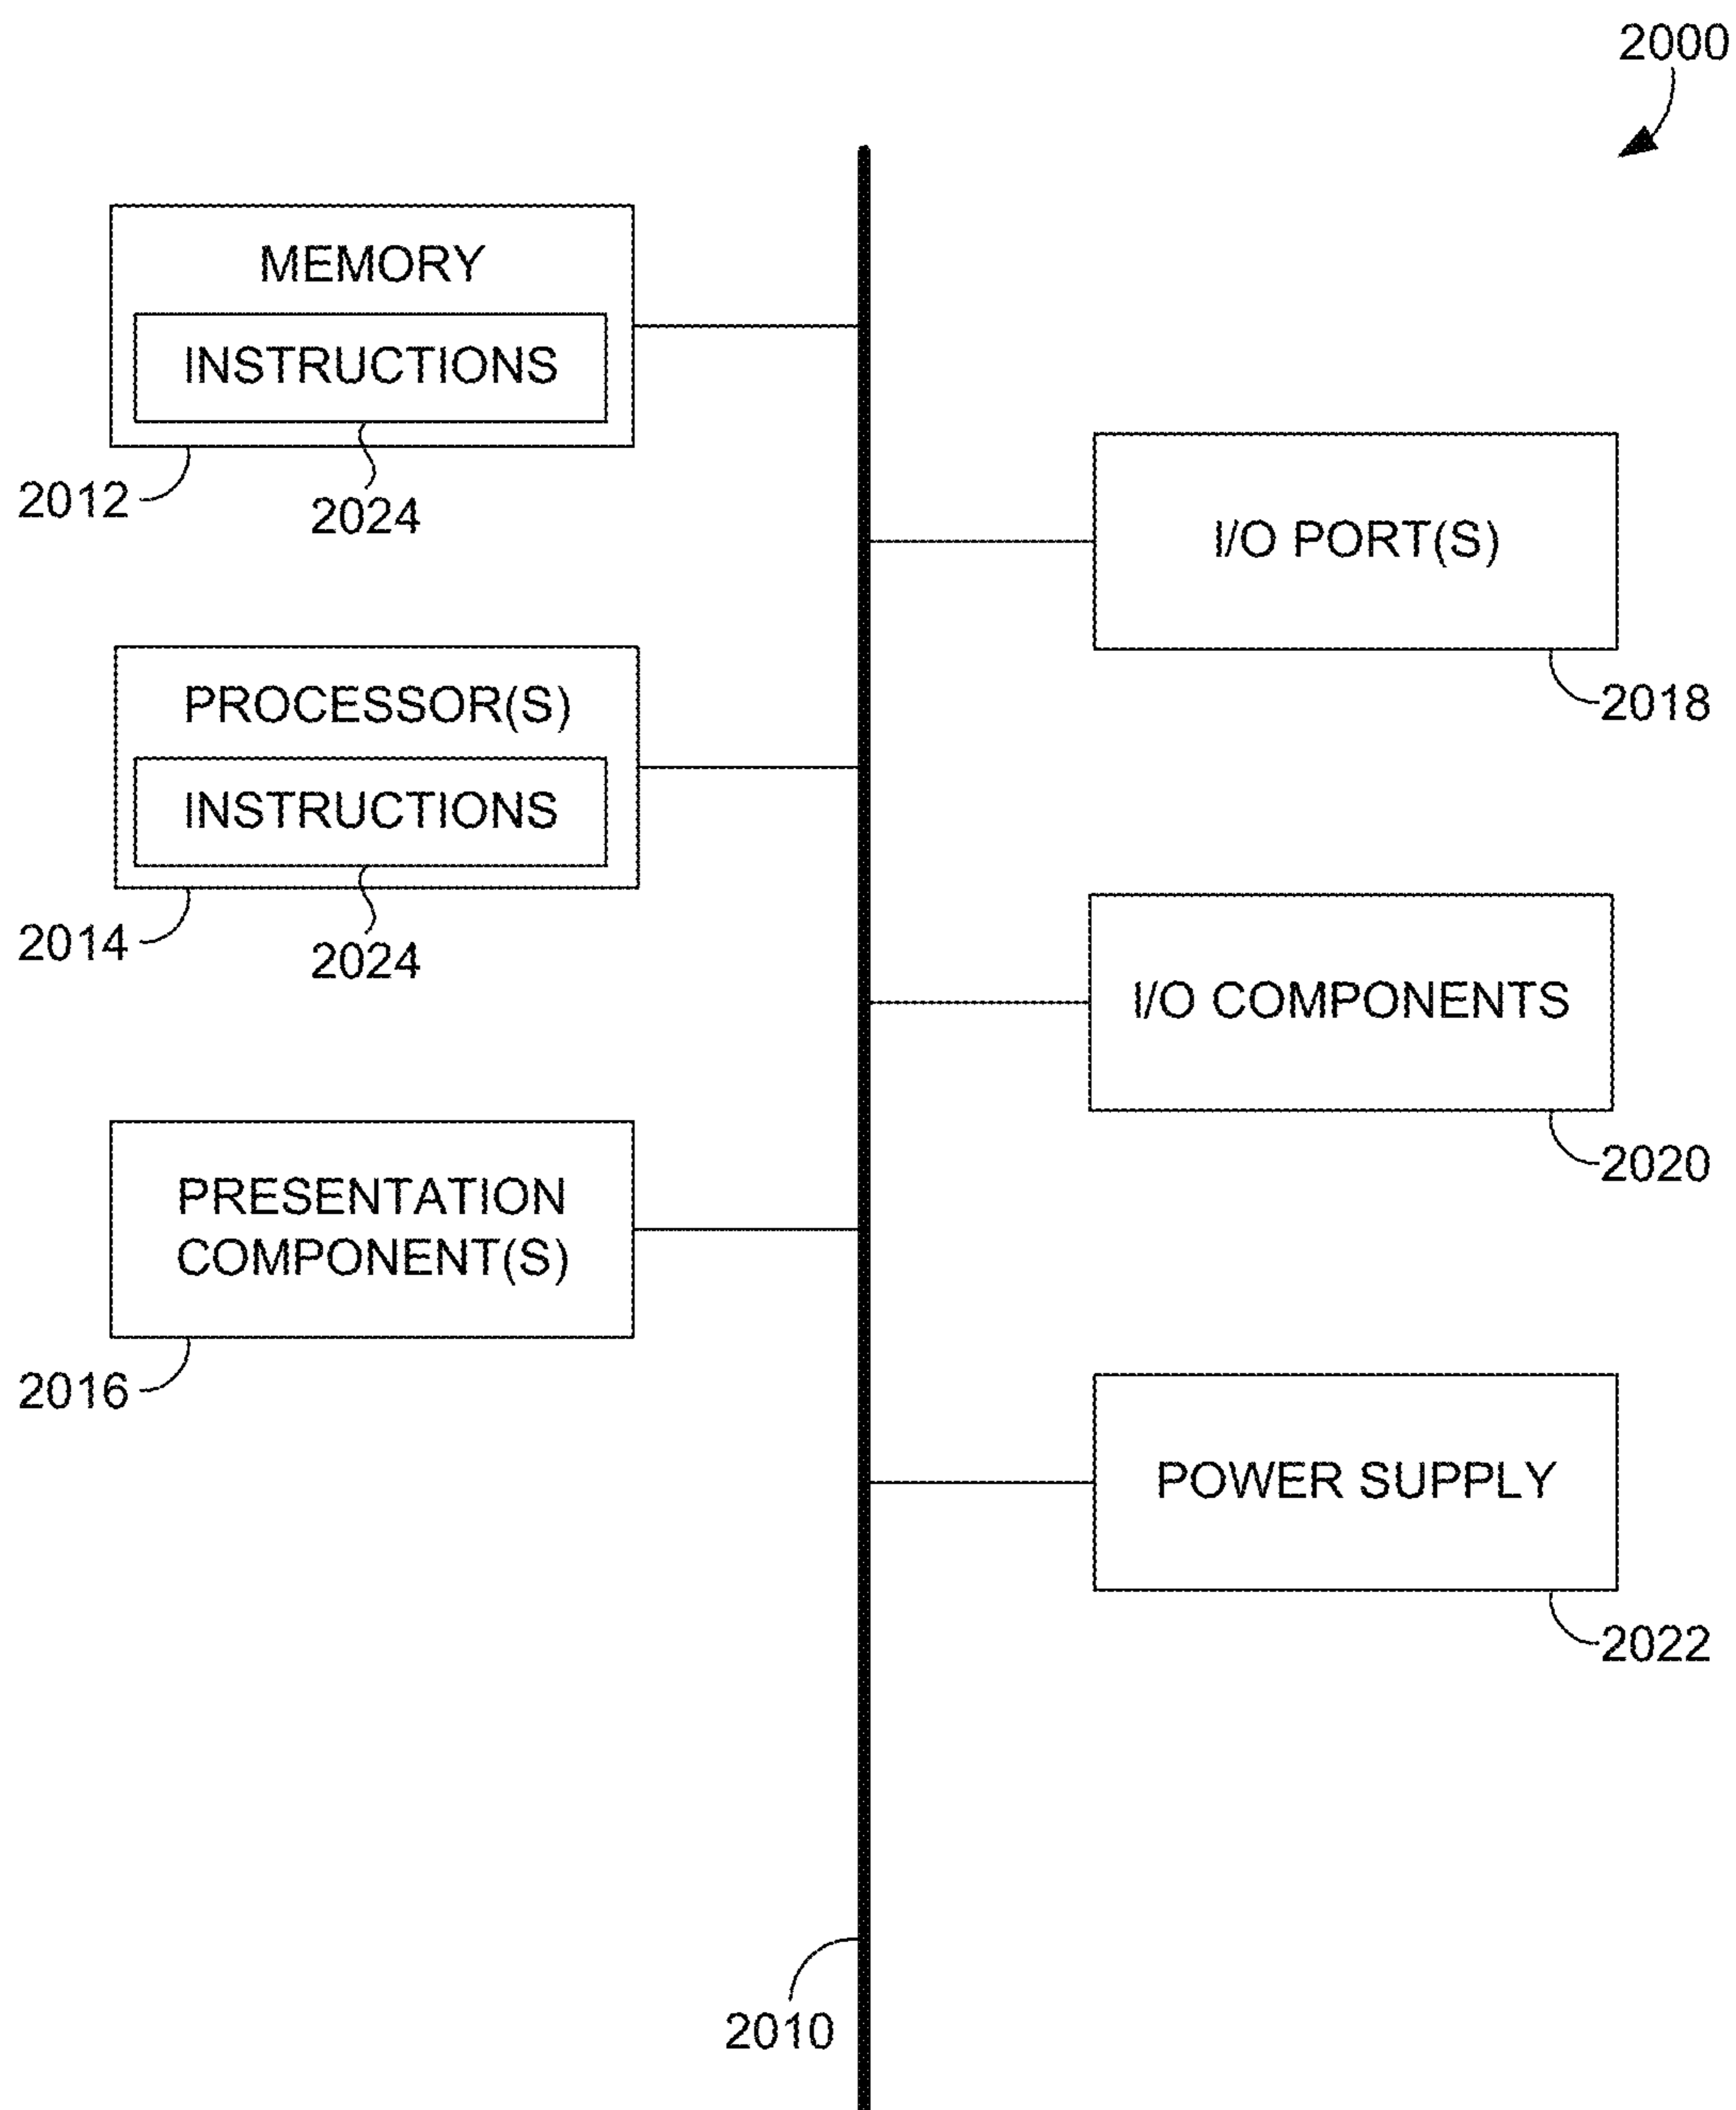 2000
MEMORY
INSTRUCTIONS
2012
2024
I/O PORT(S)
2018
PROCESSOR(S)
INSTRUCTIONS
2014
2024
I/O COMPONENTS
2020
PRESENTATION
COMPONENT(S)
2016
POWER SUPPLY
2022
2010